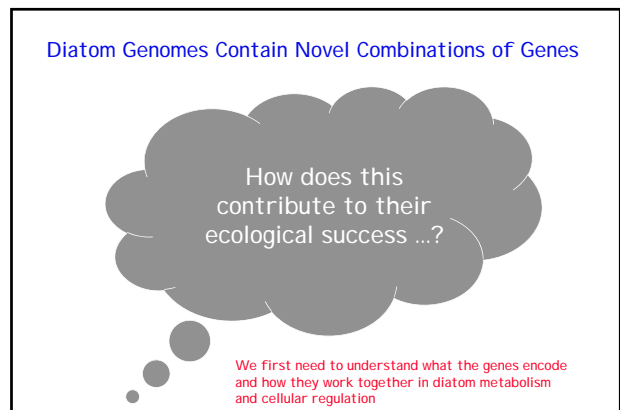 Diatom Genomes Contain Novel Combinations of Genes
How does this
contribute to their
ecological success ...?
We first need to understand what the genes encode
and how they work together in diatom metabolism
and cellular regulation